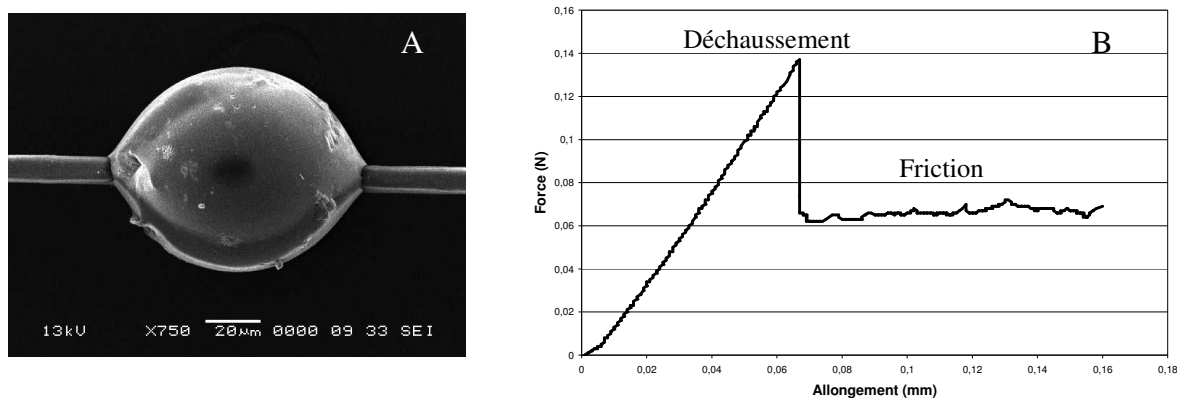 A
13kV X750 20µm 0000 09 33 SEI
B
Déchaussement
Friction
Force (N)
0,16
0,14
0,12
0,1
0,08
0,06
0,04
0,02
0
0 0,02 0,04 0,06 0,08 0,1 0,12 0,14 0,16 0,18
Allongement (mm)